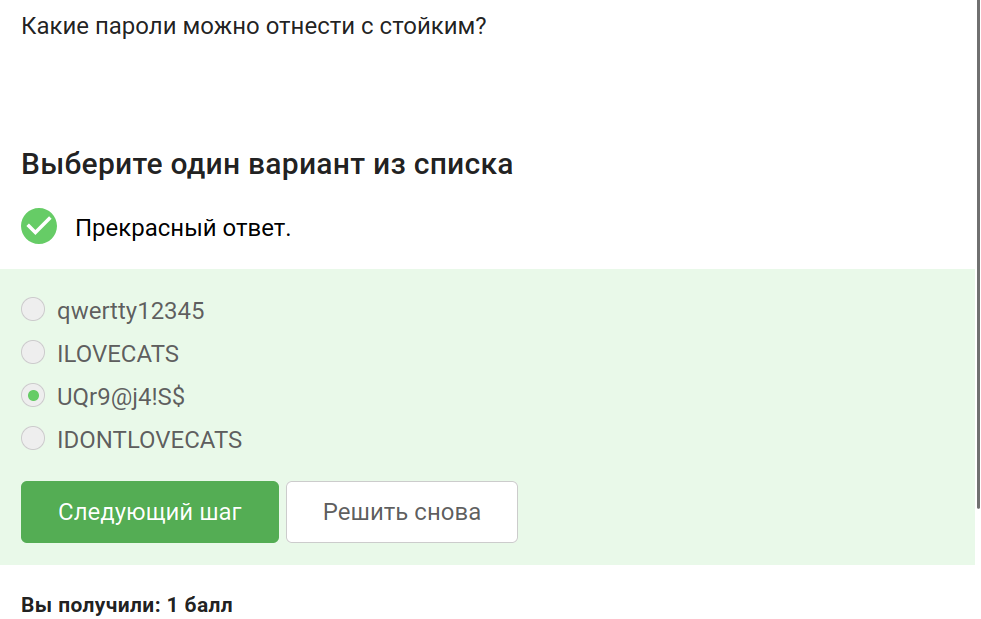 Какие пароли можно отнести с стойким?
Выберите один вариант из списка
Прекрасный ответ.
qwertty12345
ILOVECATS
UQr9@j4!S$
IDONTLOVECATS
Следующий шаг
Решить снова
Вы получили: 1 балл